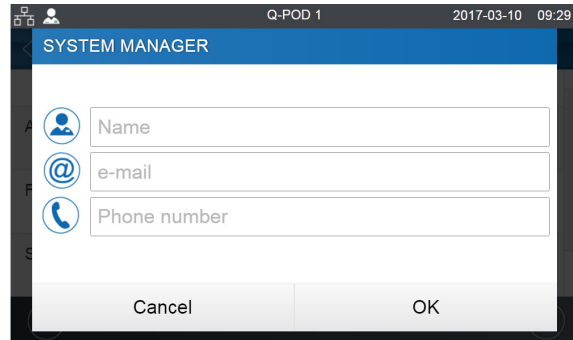 Q-POD 1 2017-03-10 09:29
SYSTEM MANAGER
Name
@ e-mail
Phone number
Cancel OK